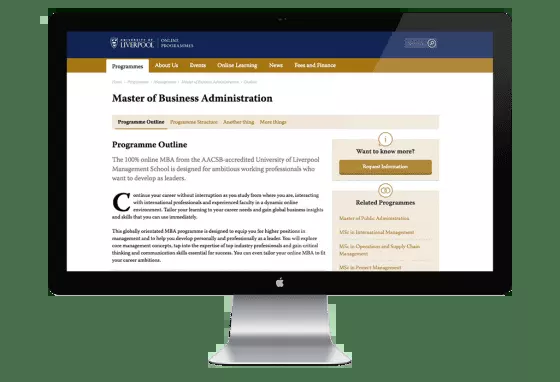 UNIVERSITY OF
LIVERPOOL
ONLINE
PROGRAMMES
Programmes
About Us
Events
Online Learning
News
Fees and Finance
Master of Business Administration
Programme Outline
Programme Structure
Another thing
More things
Programme Outline
The 100% online MBA from the AACSB-accredited University of Liverpool
Management School is designed for ambitious working professionals who
want to develop as leaders.
Continue your career without interruption as you study from where you are, interacting
with international professionals and experienced faculty in a dynamic online
environment. Tailor your learning to your career needs and gain global business insights
and skills that you can use immediately.
This globally orientated MBA programme is designed to equip you for higher positions in
management and to help you develop personally and professionally as a leader. You will explore
core management concepts, tap into the expertise of top industry professionals and gain critical
thinking and communication skills essential for success. You can even tailor your online MBA to fit
your career ambitions.
Want to know more?
Request Information
Related Programmes
Master of Public Administration
MSc in International Management
MSc in Operations and Supply Chain
Management
MSc in Project Management